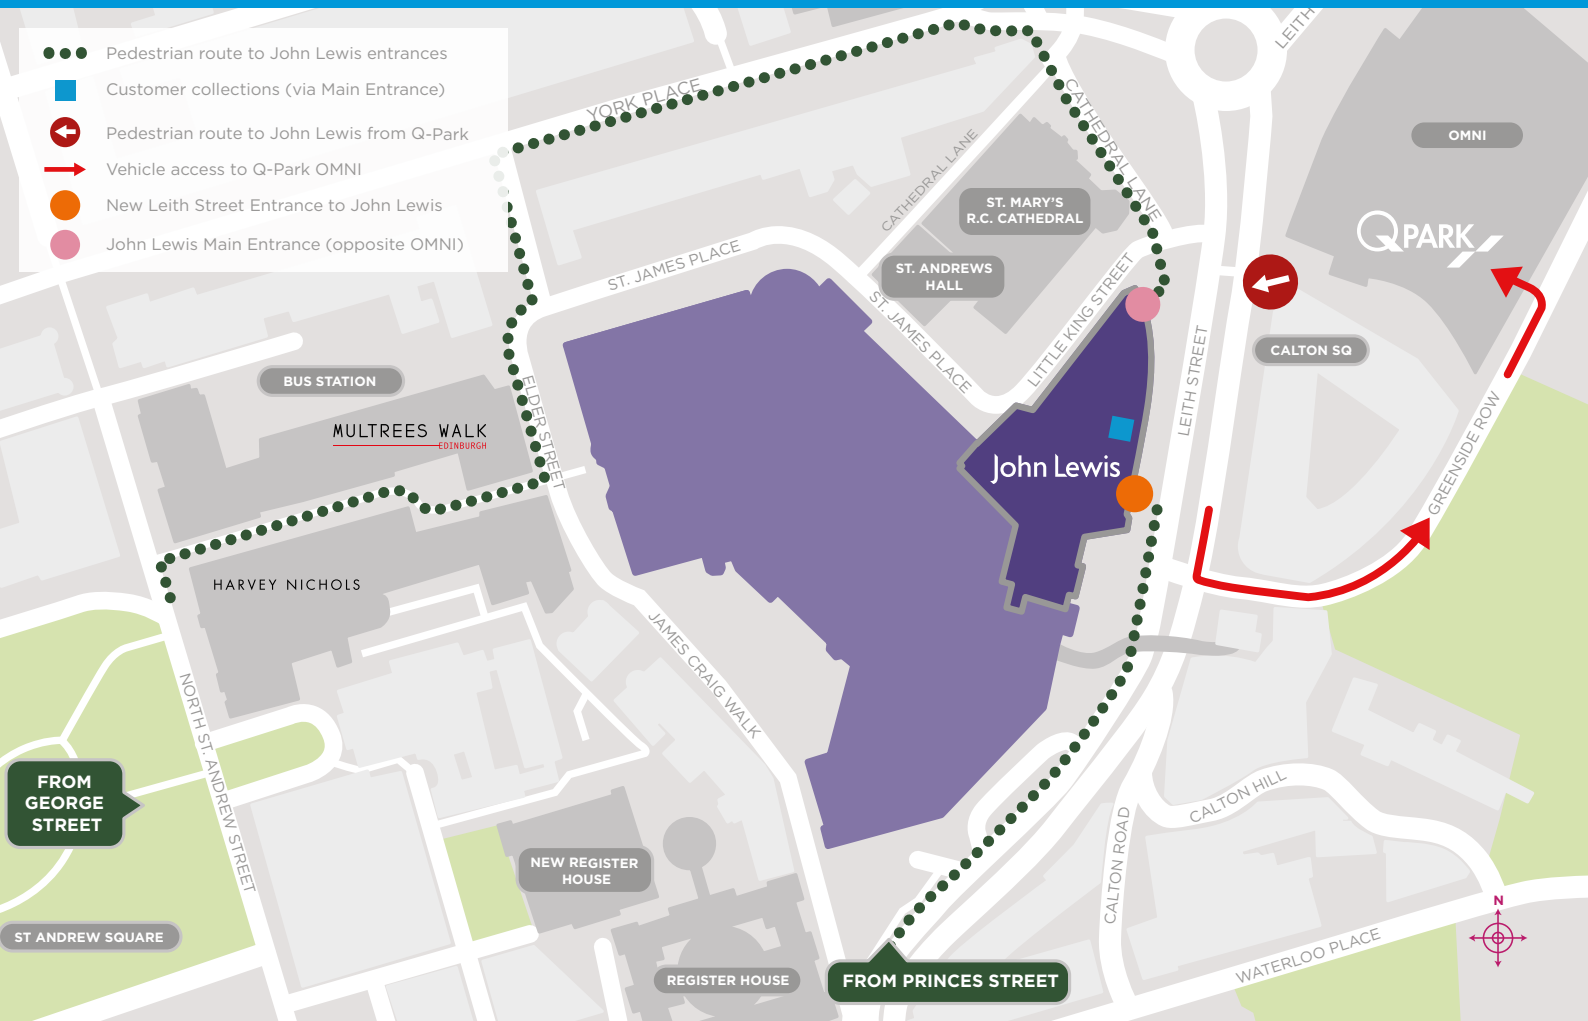 Pedestrian route to John Lewis entrances
Customer collections (via Main Entrance)
Pedestrian route to John Lewis from Q-Park
Vehicle access to Q-Park OMNI
New Leith Street Entrance to John Lewis
John Lewis Main Entrance (opposite OMNI)
YORK PLACE
CATHEDRAL LANE
CATHEDRAL LANE
LEITH
OMNI
QPARK
ST. MARY'S
R.C. CATHEDRAL
ST. ANDREWS
HALL
ST. JAMES PLACE
ST. JAMES PLACE
LITTLE KING STREET
LEITH STREET
CALTON SQ
GREENSIDE ROW
BUS STATION
MULTREES WALK
EDINBURGH
ELDER STREET
John Lewis
HARVEY NICHOLS
JAMES CRAIG WALK
NORTH ST. ANDREW STREET
FROM
GEORGE
STREET
CALTON HILL
CALTON ROAD
NEW REGISTER
HOUSE
ST ANDREW SQUARE
REGISTER HOUSE
FROM PRINCES STREET
WATERLOO PLACE
N